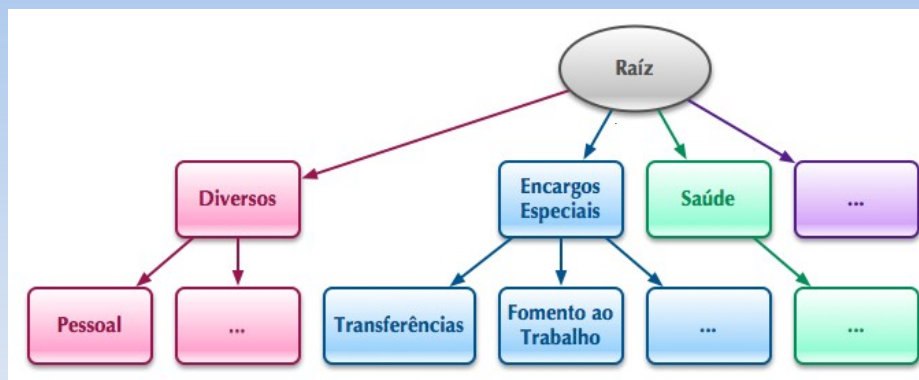 Raíz
Diversos
Encargos
Especiais
Saúde
...
Pessoal
...
Transferências
Fomento ao
Trabalho
...
...